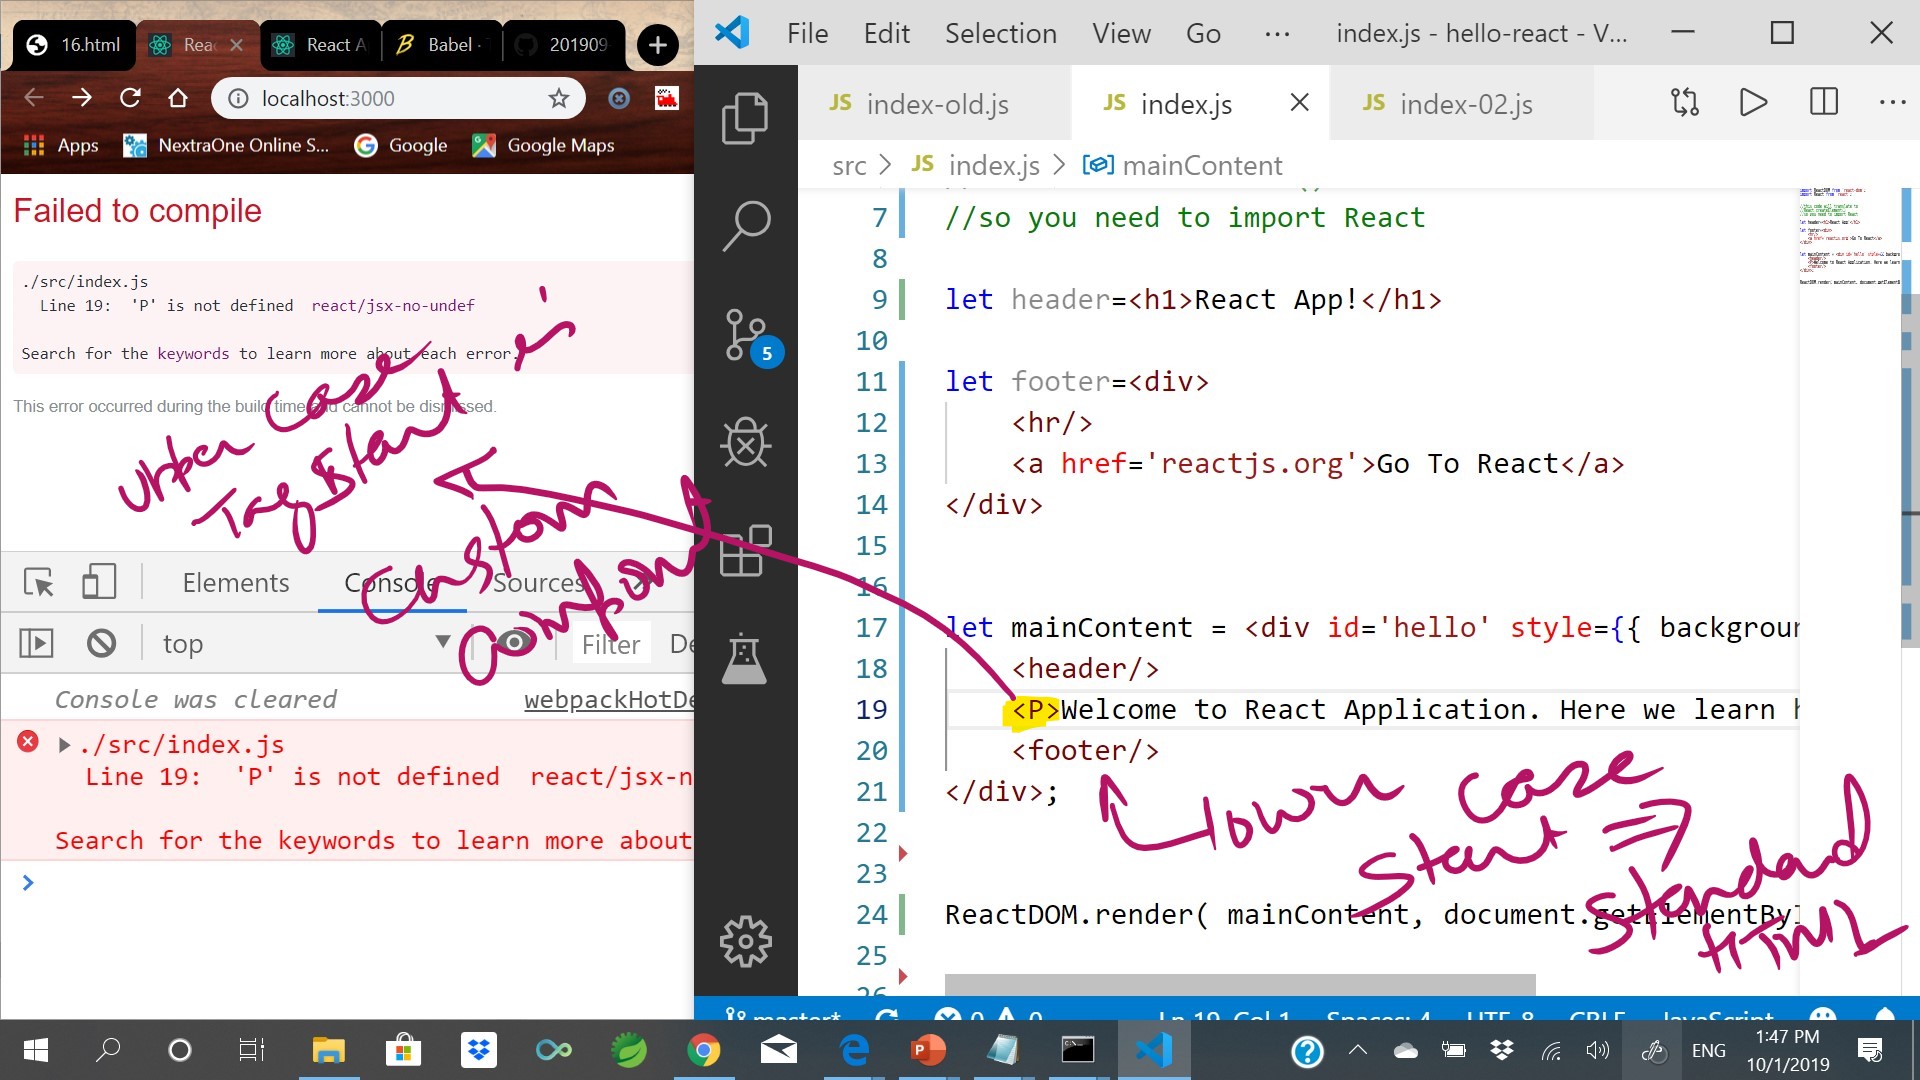 16.html
Reac
React A
Babel ·
201909
localhost:3000
Apps
NextraOne Online S...
Google
Google Maps
Failed to compile
./src/index.js
Line 19:  'P' is not defined  react/jsx-no-undef
Search for the keywords to learn more about each error.
This error occurred during the build time and cannot be dismissed.
Upper Case
Tag Start
Custom
Elements
Console
Sources
top
Filter
Console was cleared
webpackHotDe
./src/index.js
Line 19:  'P' is not defined  react/jsx-n
Search for the keywords to learn more about
File Edit Selection View Go ···
index.js - hello-react - V...
JS index-old.js
JS index.js
JS index-02.js
src > JS index.js > mainContent
5
7 //so you need to import React
8
9 let header=<h1>React App!</h1>
10
11 let footer=<div>
12 <hr/>
13 <a href='reactjs.org'>Go To React</a>
14 </div>
15
16
17 let mainContent = <div id='hello' style={{ backgroun
18 <header/>
19 <P>Welcome to React Application. Here we learn h
20 <footer/>
21 </div>;
22
23
24 ReactDOM.render( mainContent, document.getElementByI
25
26
lower case
Start ⇒
Standard
HTML
master*
0 0
Ln 19, Col 1
Spaces: 4
UTF-8
CRLF
JavaScript
ENG
1:47 PM
10/1/2019